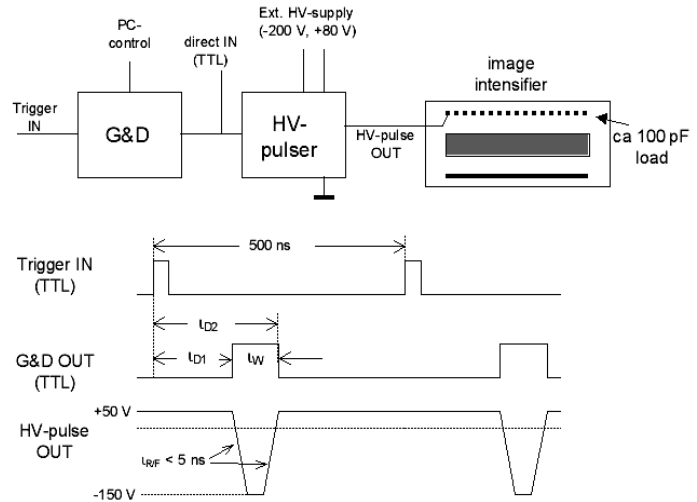 Ext. HV-supply
(-200 V, +80 V)
PC-
control
direct IN
(TTL)
image
intensifier
Trigger
IN
G&D
HV-
pulser
HV-pulse
OUT
ca 100 pF
load
500 ns
Trigger IN
(TTL)
tD2
G&D OUT
(TTL)
tD1
tW
+50 V
HV-pulse
OUT
tR/F < 5 ns
-150 V